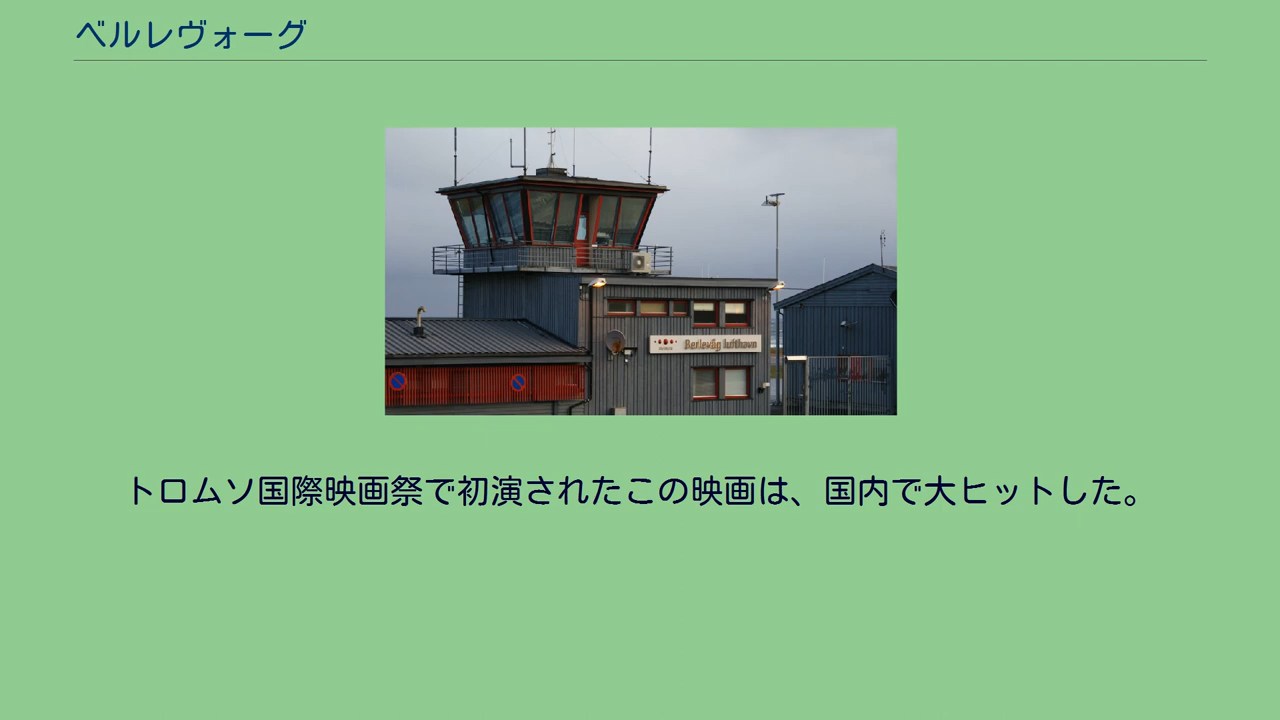 ベルレヴォーグ
Berlevåg lufthavn
トロムソ国際映画祭で初演されたこの映画は、国内で大ヒットした。